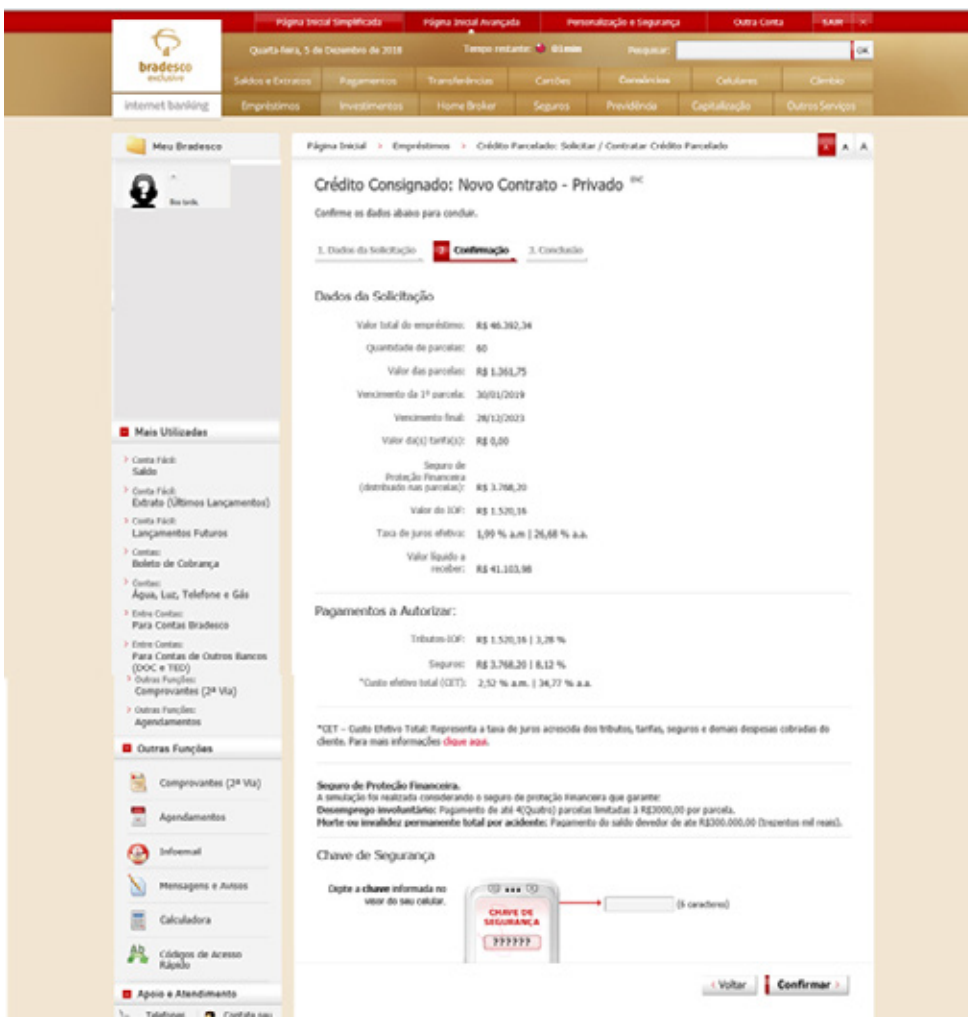 Página Inicial Simplificada Página Inicial Avançada Personalização e Segurança Outra Conta SAIR ×
bradesco
exclusive
Quarta-feira, 5 de Dezembro de 2018 Tempo restante: 01min Pesquisar: OK
Saldos e Extratos Pagamentos Transferências Cartões Consórcios Celulares Câmbio
internet banking Empréstimos Investimentos Home Broker Seguros Previdência Capitalização Outros Serviços
Meu Bradesco
Boa tarde,
Página Inicial > Empréstimos > Crédito Parcelado: Solicitar / Contratar Crédito Parcelado A A A
Crédito Consignado: Novo Contrato - Privado
Confirme os dados abaixo para concluir.
1. Dados da Solicitação 2 Confirmação 3. Conclusão
Dados da Solicitação
Valor total do empréstimo: R$ 46.392,34
Quantidade de parcelas: 60
Valor das parcelas: R$ 1.361,75
Vencimento da 1ª parcela: 30/01/2019
Vencimento final: 28/12/2023
Valor da(s) tarifa(s): R$ 0,00
Seguro de
Proteção Financeira
(distribuído nas parcelas): R$ 3.768,20
Valor do IOF: R$ 1.520,16
Taxa de juros efetiva: 1,99 % a.m | 26,68 % a.a.
Valor líquido a
receber: R$ 41.103,98
Pagamentos a Autorizar:
Tributos-IOF: R$ 1.520,16 | 3,28 %
Seguros: R$ 3.768,20 | 8,12 %
*Custo efetivo total (CET): 2,52 % a.m. | 34,77 % a.a.
*CET – Custo Efetivo Total: Representa a taxa de juros acrescida dos tributos, tarifas, seguros e demais despesas cobradas do
cliente. Para mais informações clique aqui.
Seguro de Proteção Financeira.
A simulação foi realizada considerando o seguro de proteção financeira que garante:
Desemprego involuntário: Pagamento de até 4(Quatro) parcelas limitadas à R$3000,00 por parcela.
Morte ou invalidez permanente total por acidente: Pagamento do saldo devedor de ate R$300.000,00 (trezentos mil reais).
Chave de Segurança
Digite a chave informada no
visor do seu celular.
CHAVE DE
SEGURANÇA
??????
(6 caracteres)
< Voltar Confirmar >
Mais Utilizadas
> Conta Fácil:
Saldo
> Conta Fácil:
Extrato (Últimos Lançamentos)
> Conta Fácil:
Lançamentos Futuros
> Contas:
Boleto de Cobrança
> Contas:
Água, Luz, Telefone e Gás
> Entre Contas:
Para Contas Bradesco
> Entre Contas:
Para Contas de Outros Bancos
(DOC e TED)
> Outras Funções:
Comprovantes (2ª Via)
> Outras Funções:
Agendamentos
Outras Funções
Comprovantes (2ª Via)
Agendamentos
Infoemail
Mensagens e Avisos
Calculadora
Códigos de Acesso
Rápido
Apoio e Atendimento
Telefones Contate seu